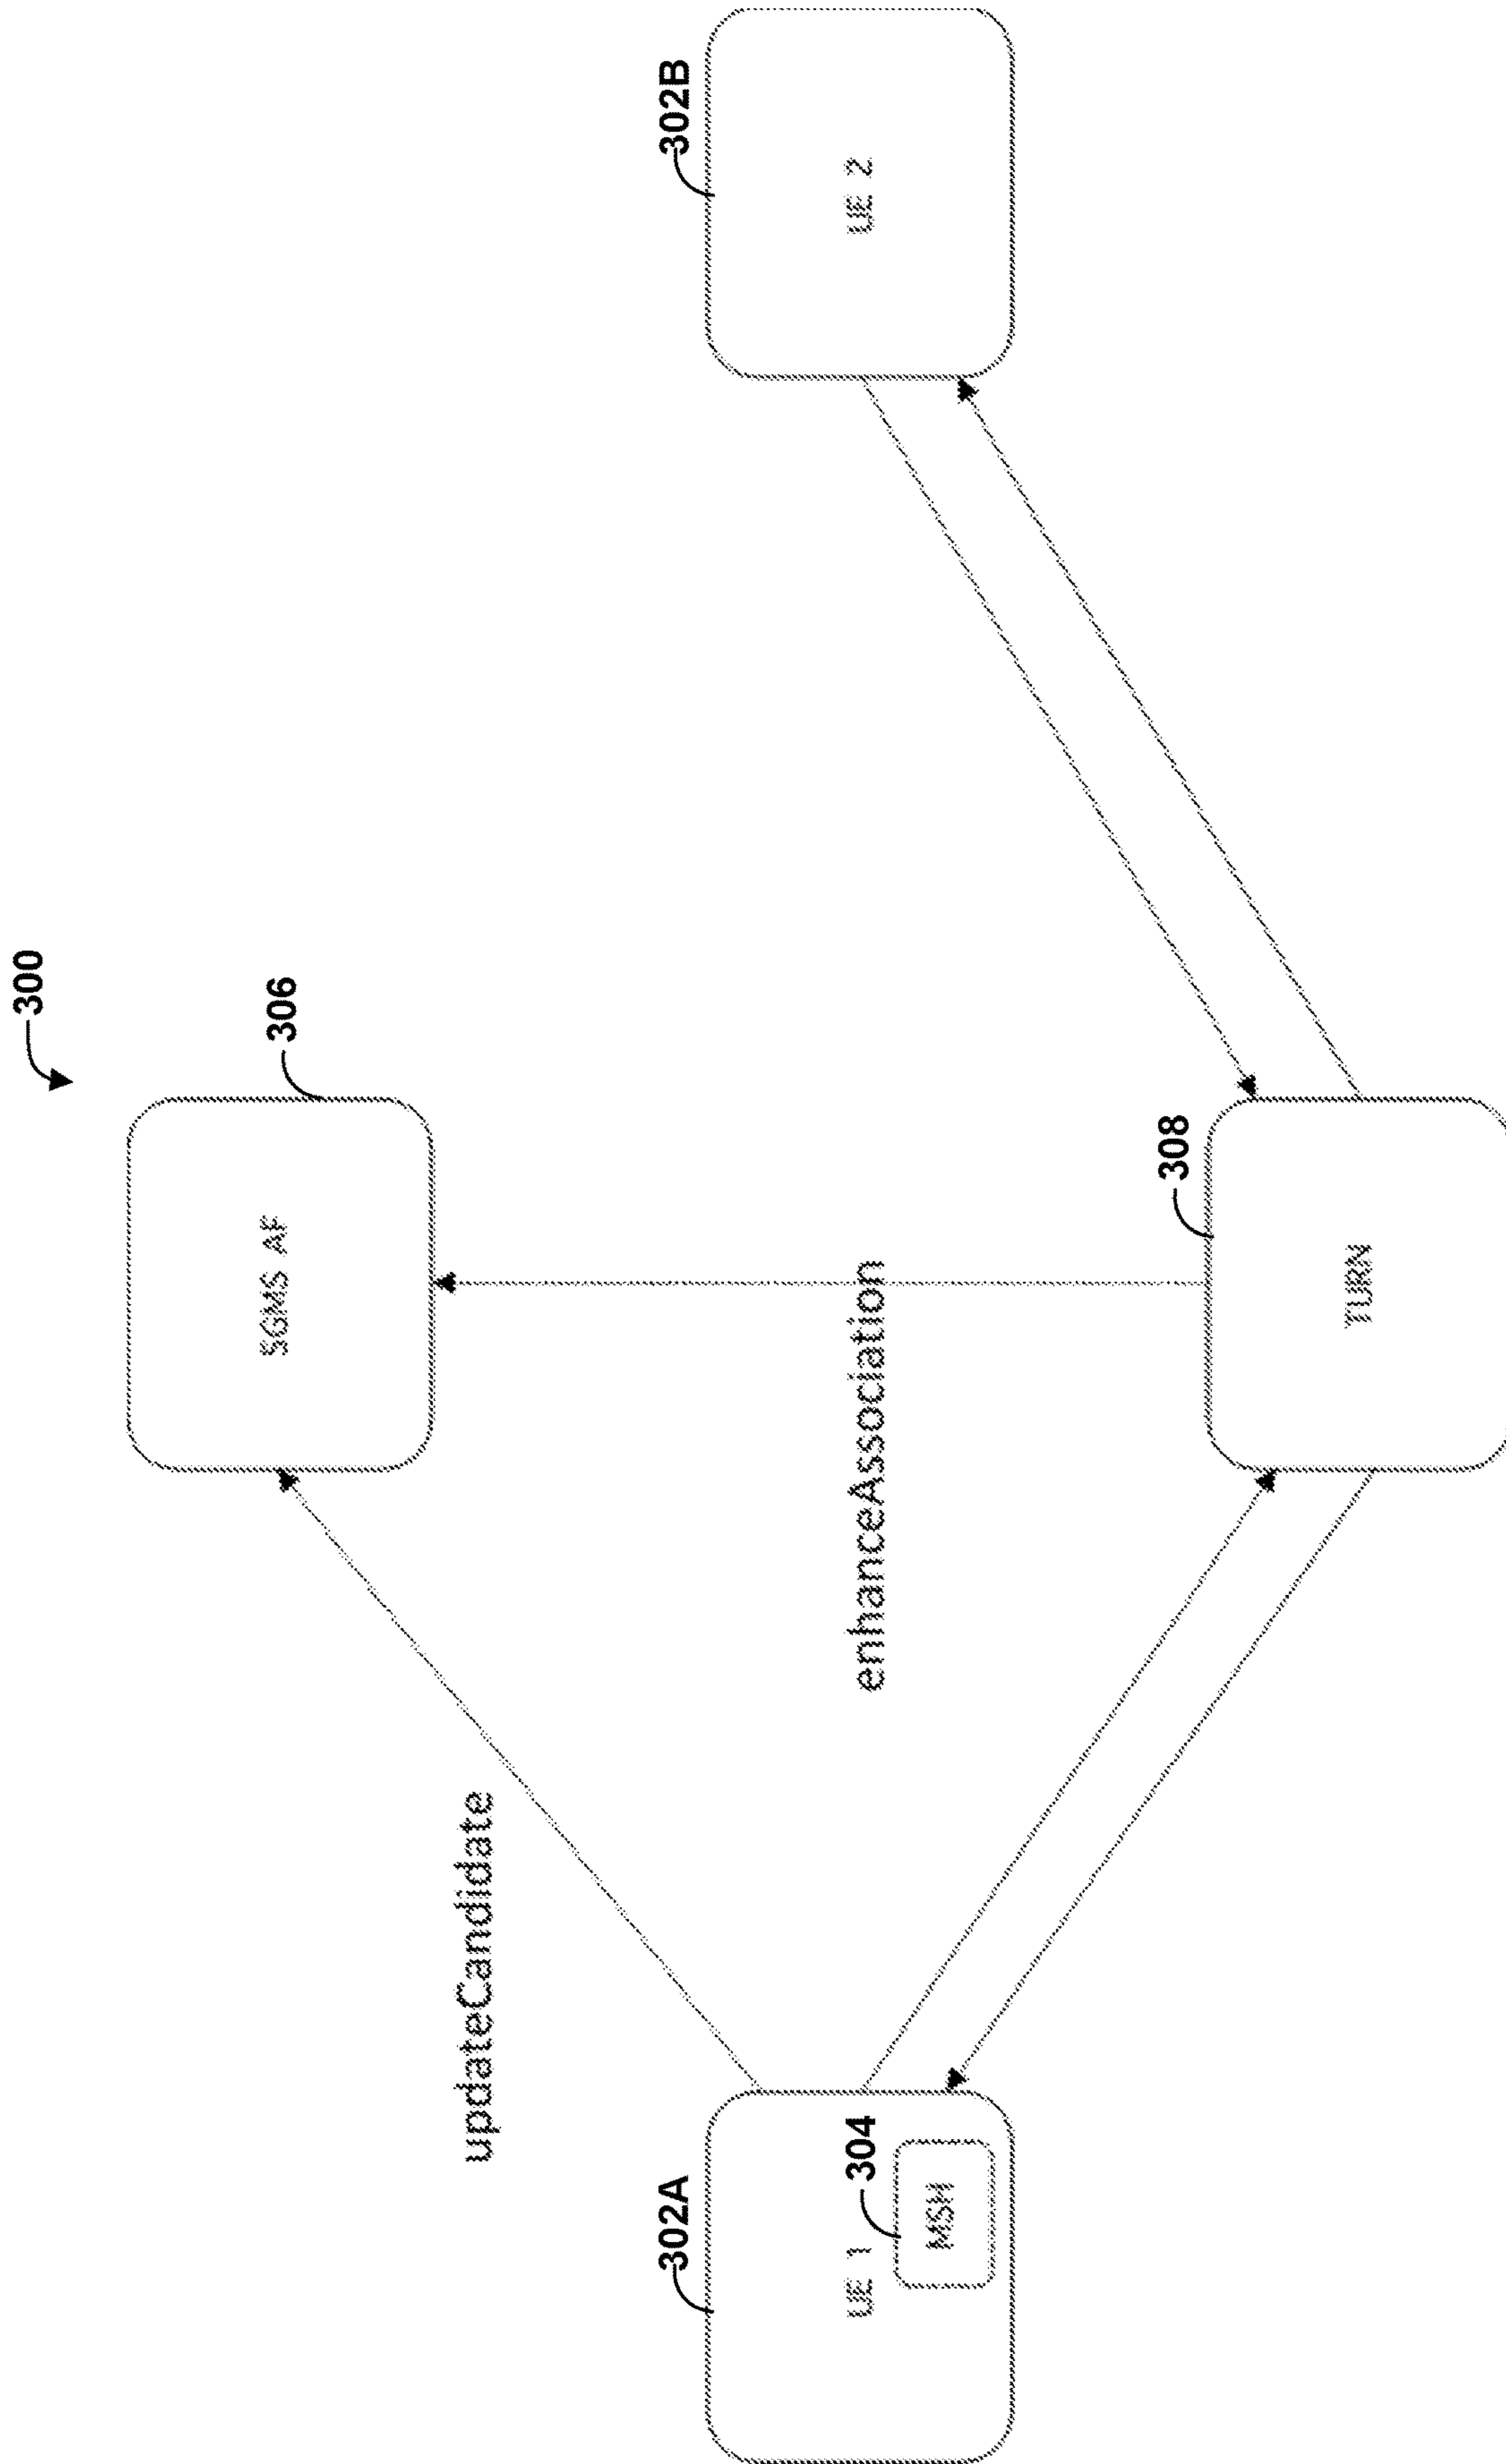 300
306
5GMS AF
updateCandidate
302A
302B
UE 1
304
MSH
UE 2
enhanceAssociation
308
TURN